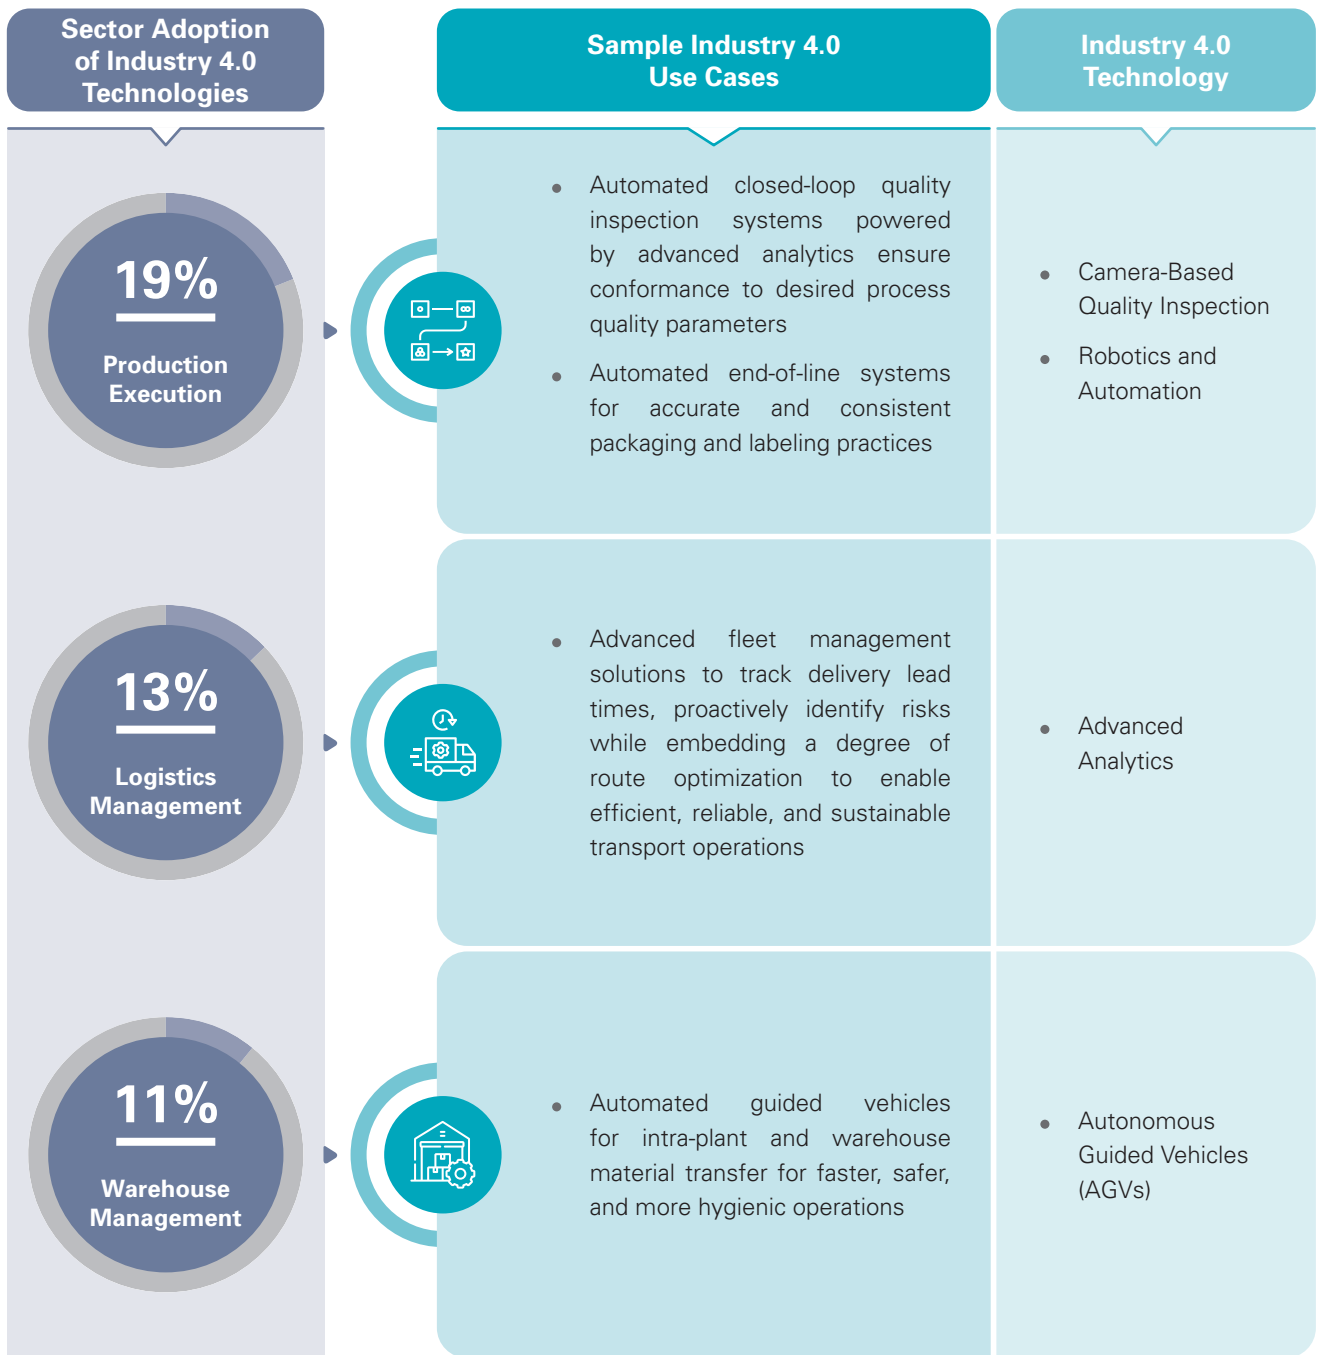 Sector Adoption
of Industry 4.0
Technologies
Sample Industry 4.0
Use Cases
Industry 4.0
Technology
19%
Production
Execution
• Automated closed-loop quality
inspection systems powered
by advanced analytics ensure
conformance to desired process
quality parameters
• Automated end-of-line systems
for accurate and consistent
packaging and labeling practices
• Camera-Based
Quality Inspection
• Robotics and
Automation
13%
Logistics
Management
• Advanced fleet management
solutions to track delivery lead
times, proactively identify risks
while embedding a degree of
route optimization to enable
efficient, reliable, and sustainable
transport operations
• Advanced
Analytics
11%
Warehouse
Management
• Automated guided vehicles
for intra-plant and warehouse
material transfer for faster, safer,
and more hygienic operations
• Autonomous
Guided Vehicles
(AGVs)